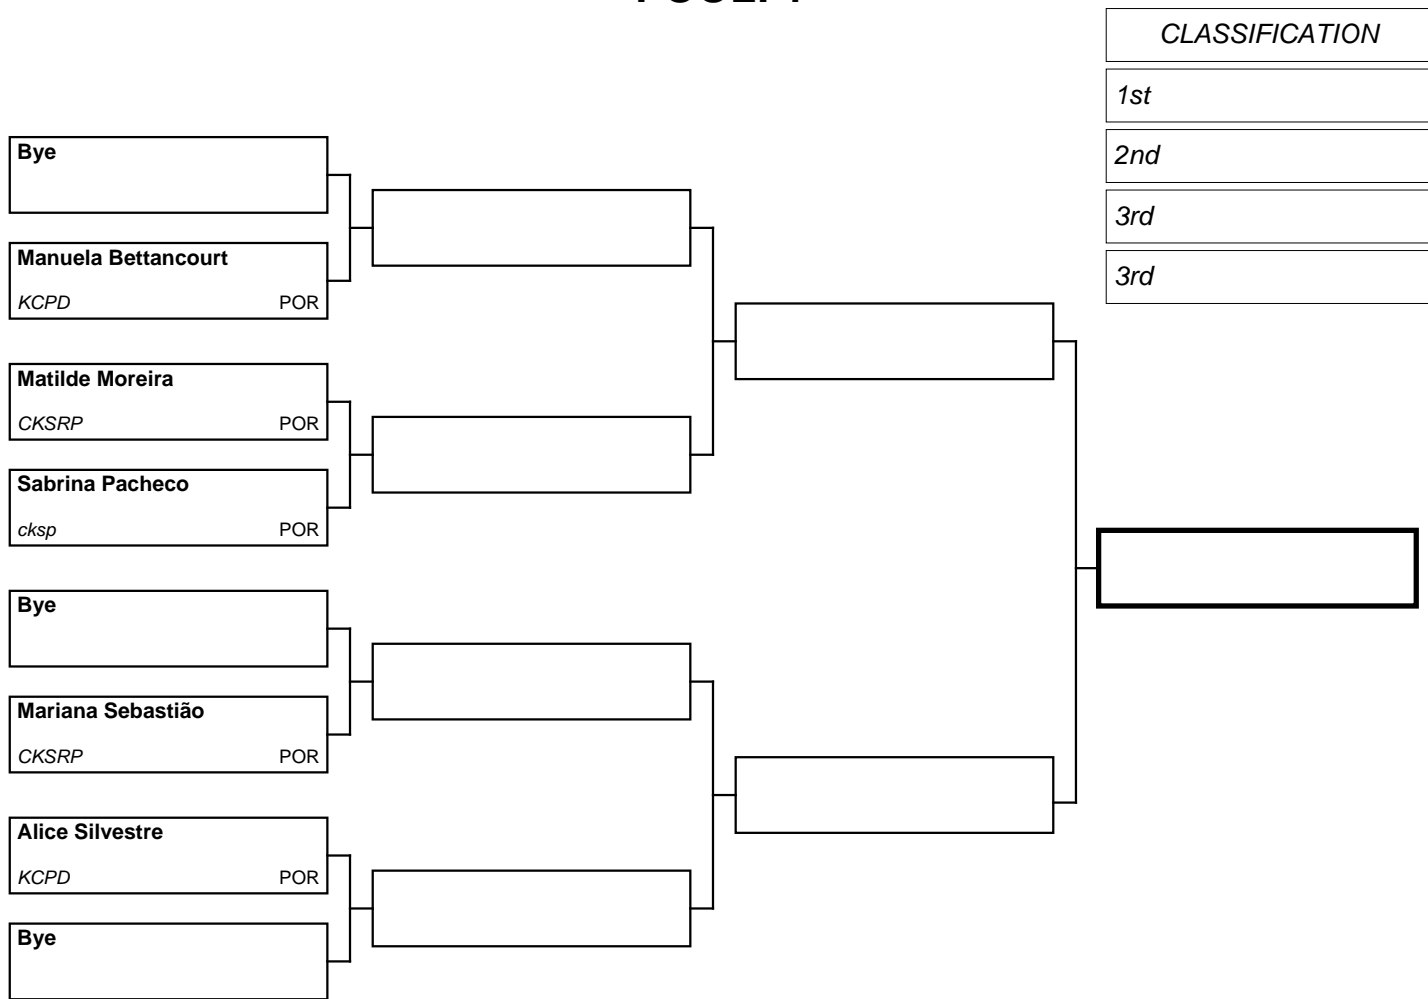 CLASSIFICATION
1st
2nd
3rd
3rd
Bye
Manuela Bettancourt
KCPD POR
Matilde Moreira
CKSRP POR
Sabrina Pacheco
cksp POR
Bye
Mariana Sebastião
CKSRP POR
Alice Silvestre
KCPD POR
Bye